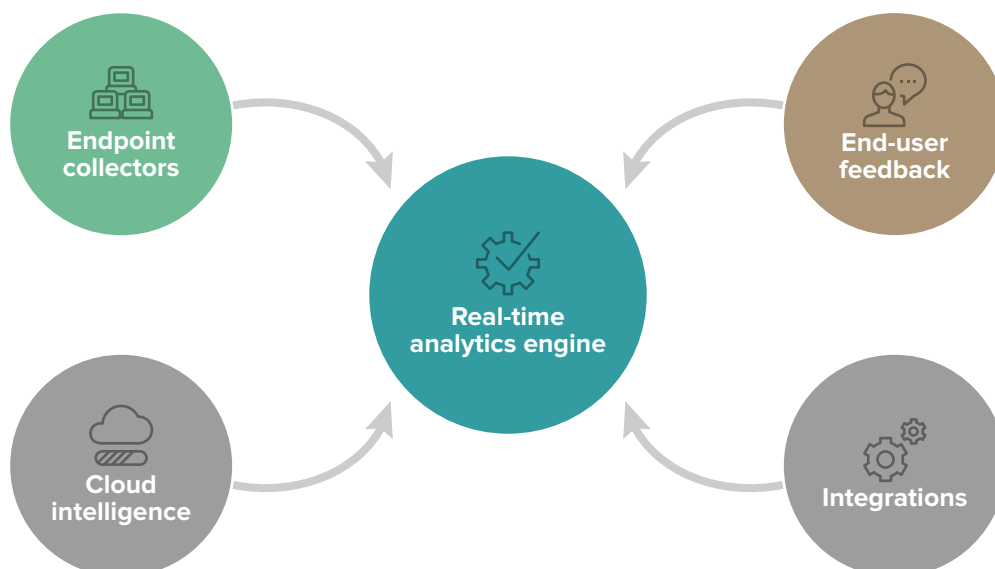 Endpoint
collectors
End-user
feedback
Real-time
analytics engine
Cloud
intelligence
Integrations